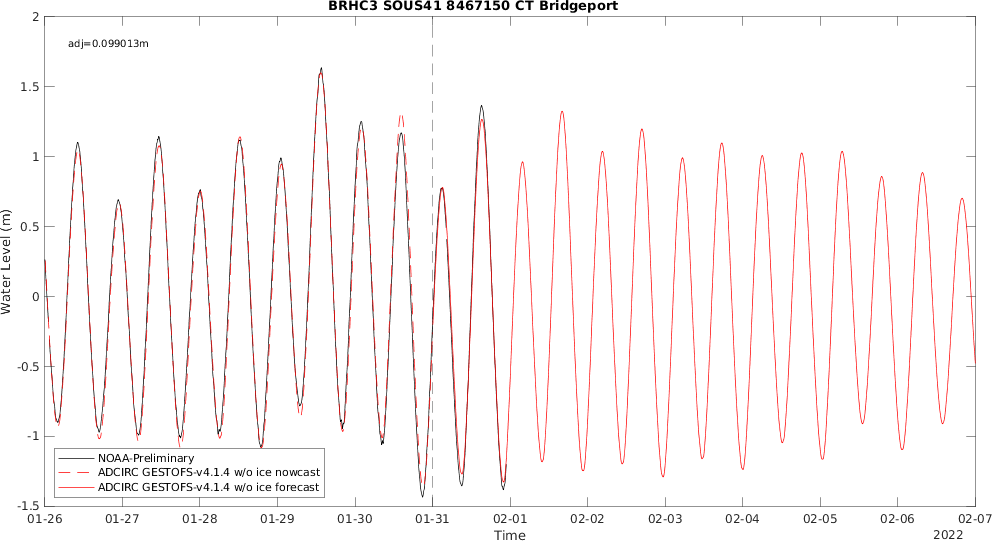 BRHC3 SOUS41 8467150 CT Bridgeport
adj=0.099013m
2
1.5
1
0.5
0
-0.5
-1
-1.5
Water Level (m)
NOAA-Preliminary
ADCIRC GESTOFS-v4.1.4 w/o ice nowcast
ADCIRC GESTOFS-v4.1.4 w/o ice forecast
01-26 01-27 01-28 01-29 01-30 01-31 02-01 02-02 02-03 02-04 02-05 02-06 02-07
Time
2022